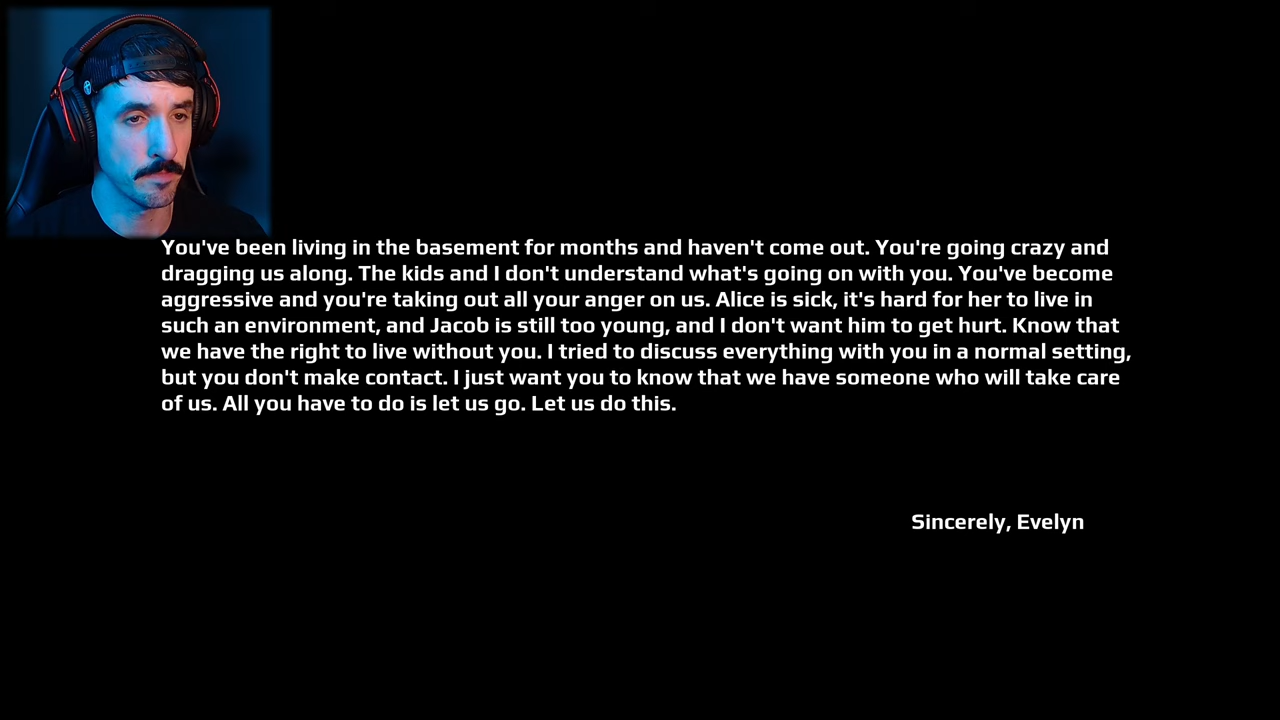 You've been living in the basement for months and haven't come out. You're going crazy and
dragging us along. The kids and I don't understand what's going on with you. You've become
aggressive and you're taking out all your anger on us. Alice is sick, it's hard for her to live in
such an environment, and Jacob is still too young, and I don't want him to get hurt. Know that
we have the right to live without you. I tried to discuss everything with you in a normal setting,
but you don't make contact. I just want you to know that we have someone who will take care
of us. All you have to do is let us go. Let us do this.
Sincerely, Evelyn